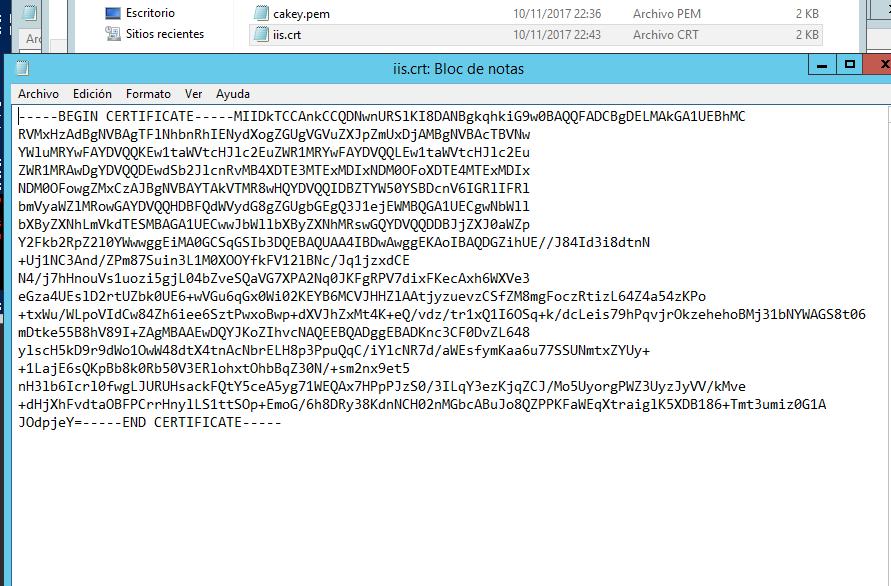 Escritorio
Sitios recientes
cakey.pem 10/11/2017 22:36 Archivo PEM 2 KB
iis.crt 10/11/2017 22:43 Archivo CRT 2 KB
iis.crt: Bloc de notas
Archivo Edición Formato Ver Ayuda
-----BEGIN CERTIFICATE-----MIIDkTCCAnkCCQDNwnURSlKI8DANBgkqhkiG9w0BAQQFADCBgDELMAkGA1UEBhMC
RVMxHzAdBgNVBAgTFlNhbnRhIENydXogZGUgVGVuZXJpZmUxDjAMBgNVBAcTBVNw
YWluMRYwFAYDVQQKEw1taWVtcHJlc2EuZWR1MRYwFAYDVQQLEw1taWVtcHJlc2Eu
ZWR1MRAwDgYDVQQDEwdSb2JlcnRvMB4XDTE3MTExMDIxNDM0OFoXDTE4MTExMDIx
NDM0OFowgZMxCzAJBgNVBAYTAkVTMR8wHQYDVQQIDBZTYW50YSBDcnV6IGRlIFRl
bmVyaWZlMRowGAYDVQQHDBFQdWVydG8gZGUgbGEgQ3J1ejEWMBQGA1UECgwNbWll
bXByZXNhLmVkdTESMBAGA1UECwwJbWllbXByZXNhMRswGQYDVQQDDBJjZXJ0aWZp
Y2Fkb2RpZ2l0YWwwggEiMA0GCSqGSIb3DQEBAQUAA4IBDwAwggEKAoIBAQDGZihUE//J84Id3i8dtnN
+Uj1NC3And/ZPm87Suin3L1M0XOOYfkFV12lBNc/Jq1jzxdCE
N4/j7hHnouVs1uozi5gjL04bZveSQaVG7XPA2Nq0JKFgRPV7dixFKecAxh6WXVe3
eGza4UEslD2rtUZbk0UE6+wVGu6qGx0Wi02KEYB6MCVJHHZlAAtjyzuevzCSfZM8mgFoczRtizL64Z4a54zKPo
+txWu/WLpoVIdCw84Zh6iee6SztPwxoBwp+dXVJhZxMt4K+eQ/vdz/tr1xQ1I6OSq+k/dcLeis79hPqvjrOkzehehoBMj31bNYWAGS8t06
mDtke55B8hV89I+ZAgMBAAEwDQYJKoZIhvcNAQEEBQADggEBADKnc3CF0DvZL648
ylscH5kD9r9dWo1OwW48dtX4tnAcNbrELH8p3PpuQqC/iYlcNR7d/aWEsfymKaa6u77SSUNmtxZYUy+
+1LajE6sQKpBb8k0Rb50V3ERlohxtOhbBqZ30N/+sm2nx9et5
nH3lb6Icrl0fwgLJURUHsackFQtY5ceA5yg71WEQAx7HPpPJzS0/3ILqY3ezKjqZCJ/Mo5UyorgPWZ3UyzJyVV/kMve
+dHjXhFvdtaOBFPCrrHnylLS1ttSOp+EmoG/6h8DRy38KdnNCH02nMGbcABuJo8QZPPKFaWEqXtraiglK5XDB186+Tmt3umiz0G1A
JOdpjeY=-----END CERTIFICATE-----